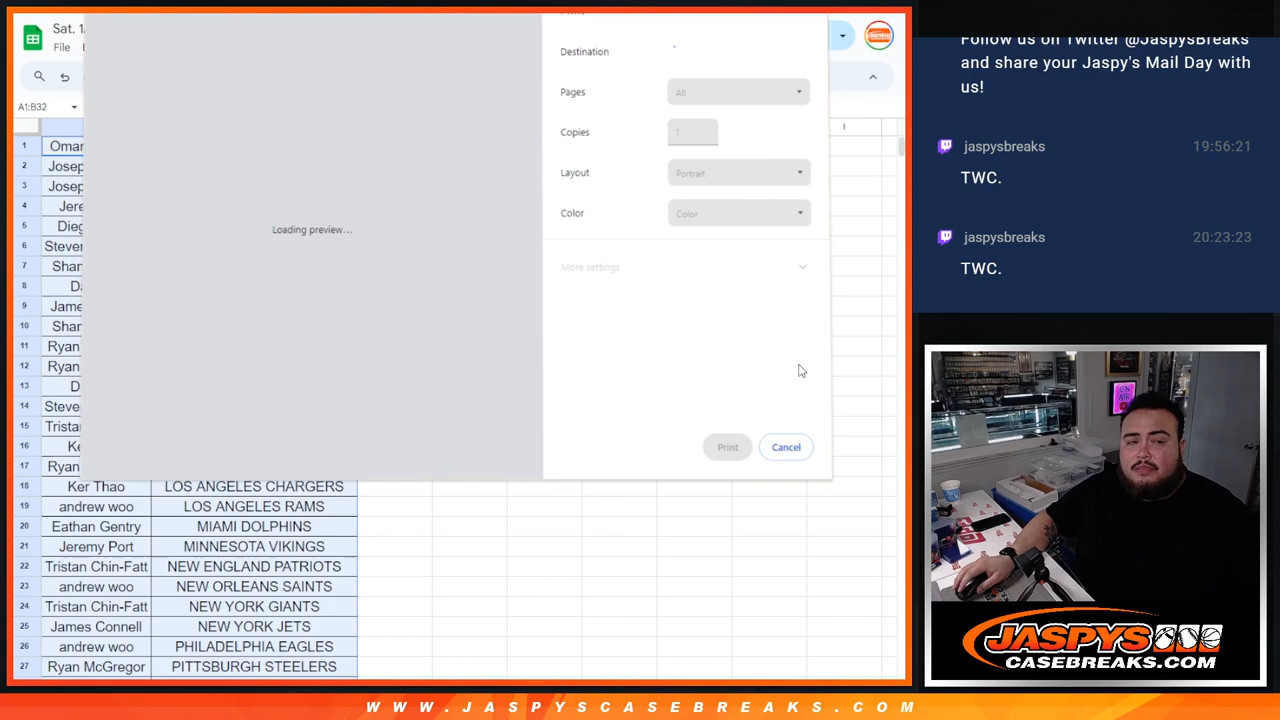 Sat. 1/
File
A1:B32
Destination
Pages
All
Copies
1
Layout
Portrait
Color
Color
More settings
Loading preview...
Print
Cancel
I
1
2
3
4
5
6
7
8
9
10
11
12
13
14
15
16
17
Omar
Josep
Josep
Jere
Dieg
Steven
Shar
Da
Jame
Shar
Ryan
Ryan
D
Steve
Tristar
Ke
Ryan
18 Ker Thao LOS ANGELES CHARGERS
19 andrew woo LOS ANGELES RAMS
20 Eathan Gentry MIAMI DOLPHINS
21 Jeremy Port MINNESOTA VIKINGS
22 Tristan Chin-Fatt NEW ENGLAND PATRIOTS
23 andrew woo NEW ORLEANS SAINTS
24 Tristan Chin-Fatt NEW YORK GIANTS
25 James Connell NEW YORK JETS
26 andrew woo PHILADELPHIA EAGLES
27 Ryan McGregor PITTSBURGH STEELERS
Follow us on Twitter @JaspysBreaks
and share your Jaspy's Mail Day with
us!
jaspysbreaks 19:56:21
TWC.
jaspysbreaks 20:23:23
TWC.
ON
AIR
JASPYS
CASEBREAKS.COM
WWW.JASPYSCASEBREAKS.COM